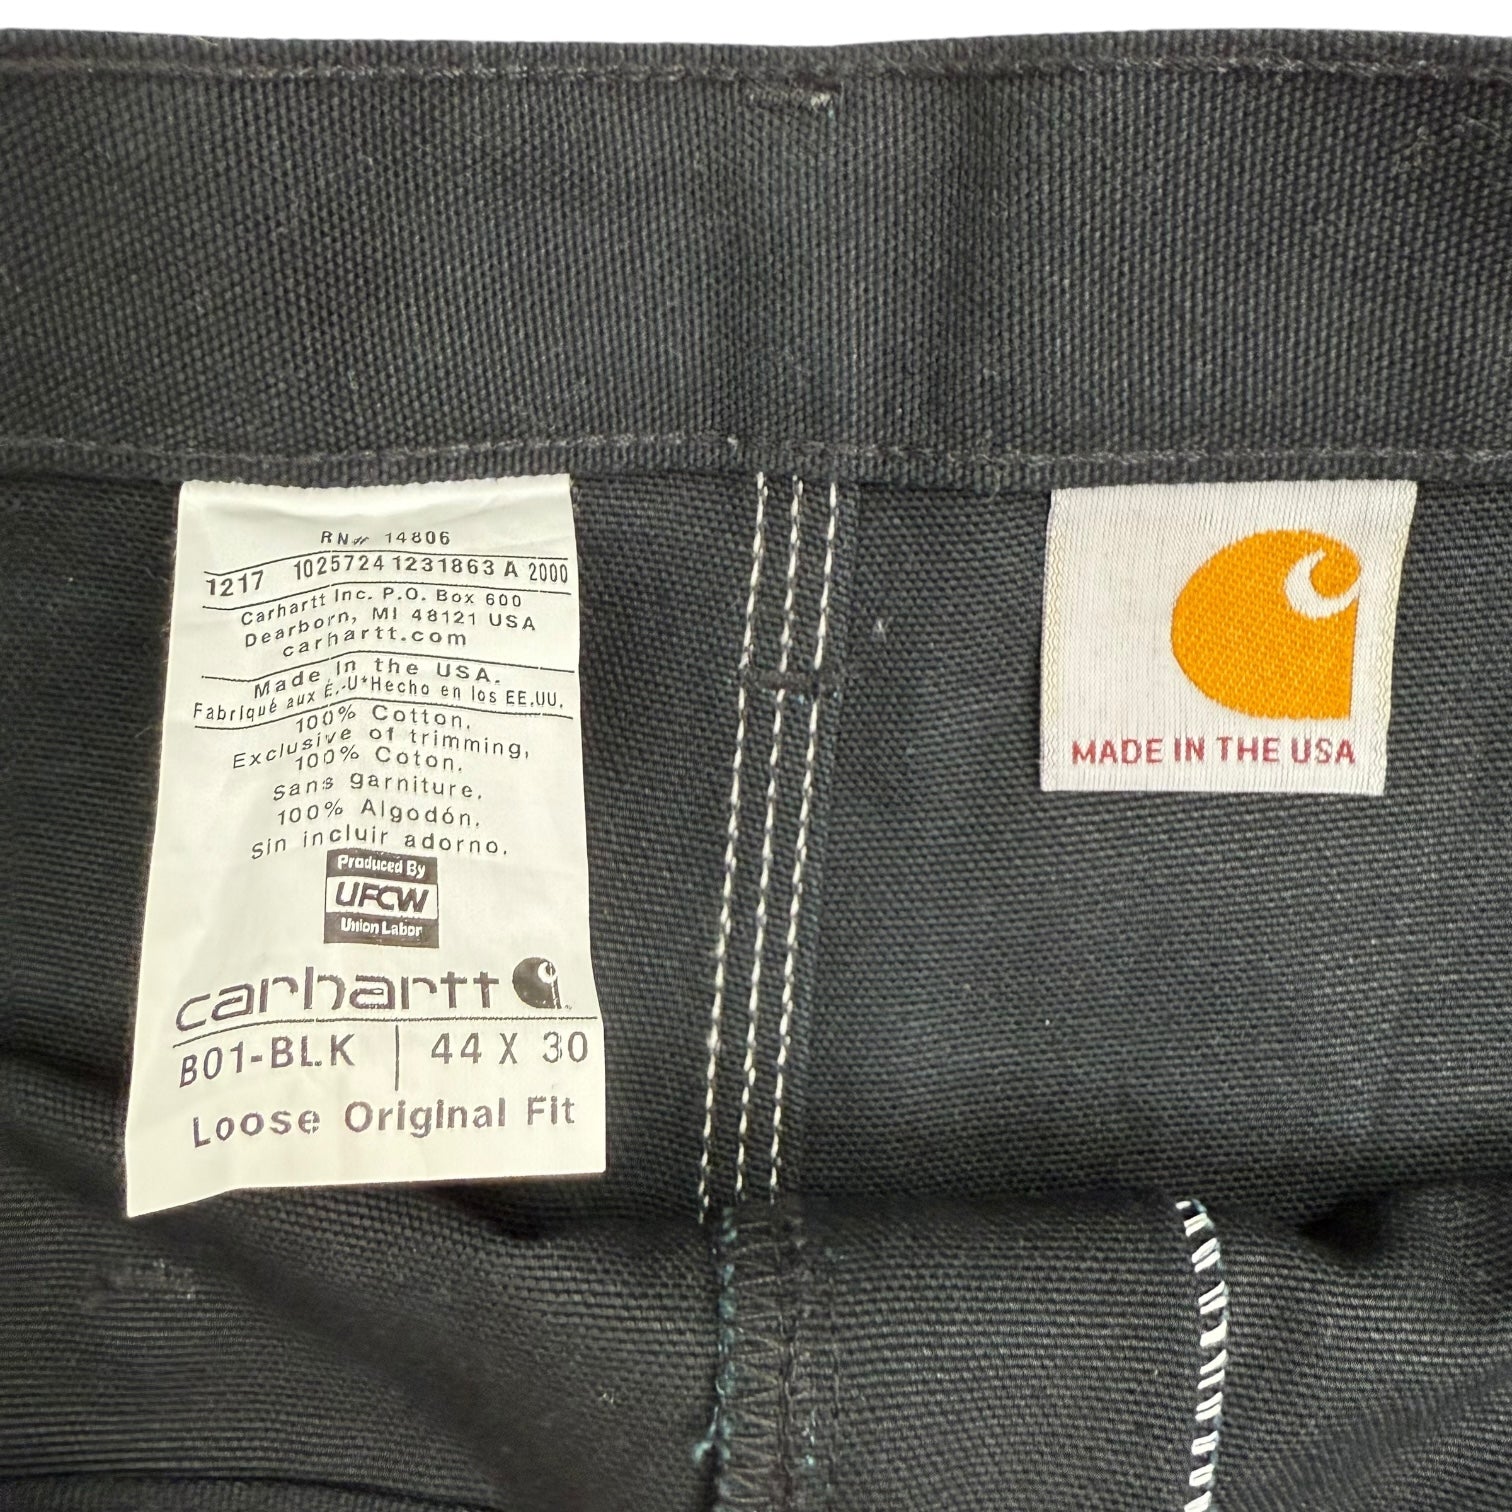 RN# 14806
1217 1025724 1231863 A 2000
Carhartt Inc. P.O. Box 600
Dearborn, MI 48121 USA
carhartt.com
Made in the USA.
Fabriqué aux É.-U*Hecho en los EE.UU.
100% Cotton.
Exclusive of trimming,
100% Coton.
Sans garniture.
100% Algodón.
Sin incluir adorno.
Produced By
UFCW
Union Labor
carhartt
B01-BLK | 44 X 30
Loose Original Fit
MADE IN THE USA